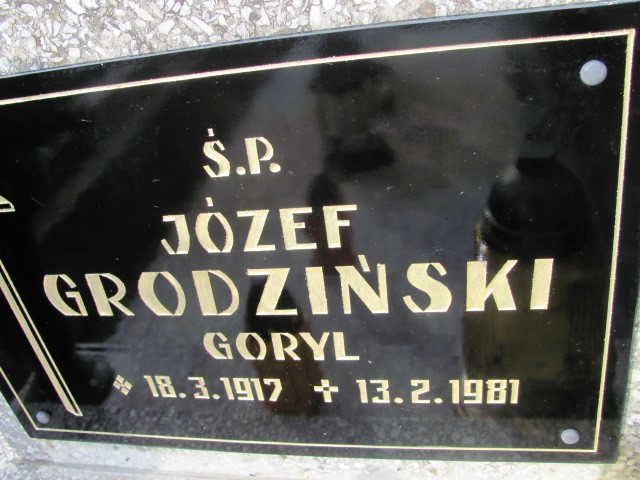 Ś.P.
JÓZEF
GRODZIŃSKI
GORYL
18.3.1917 + 13.2.1981